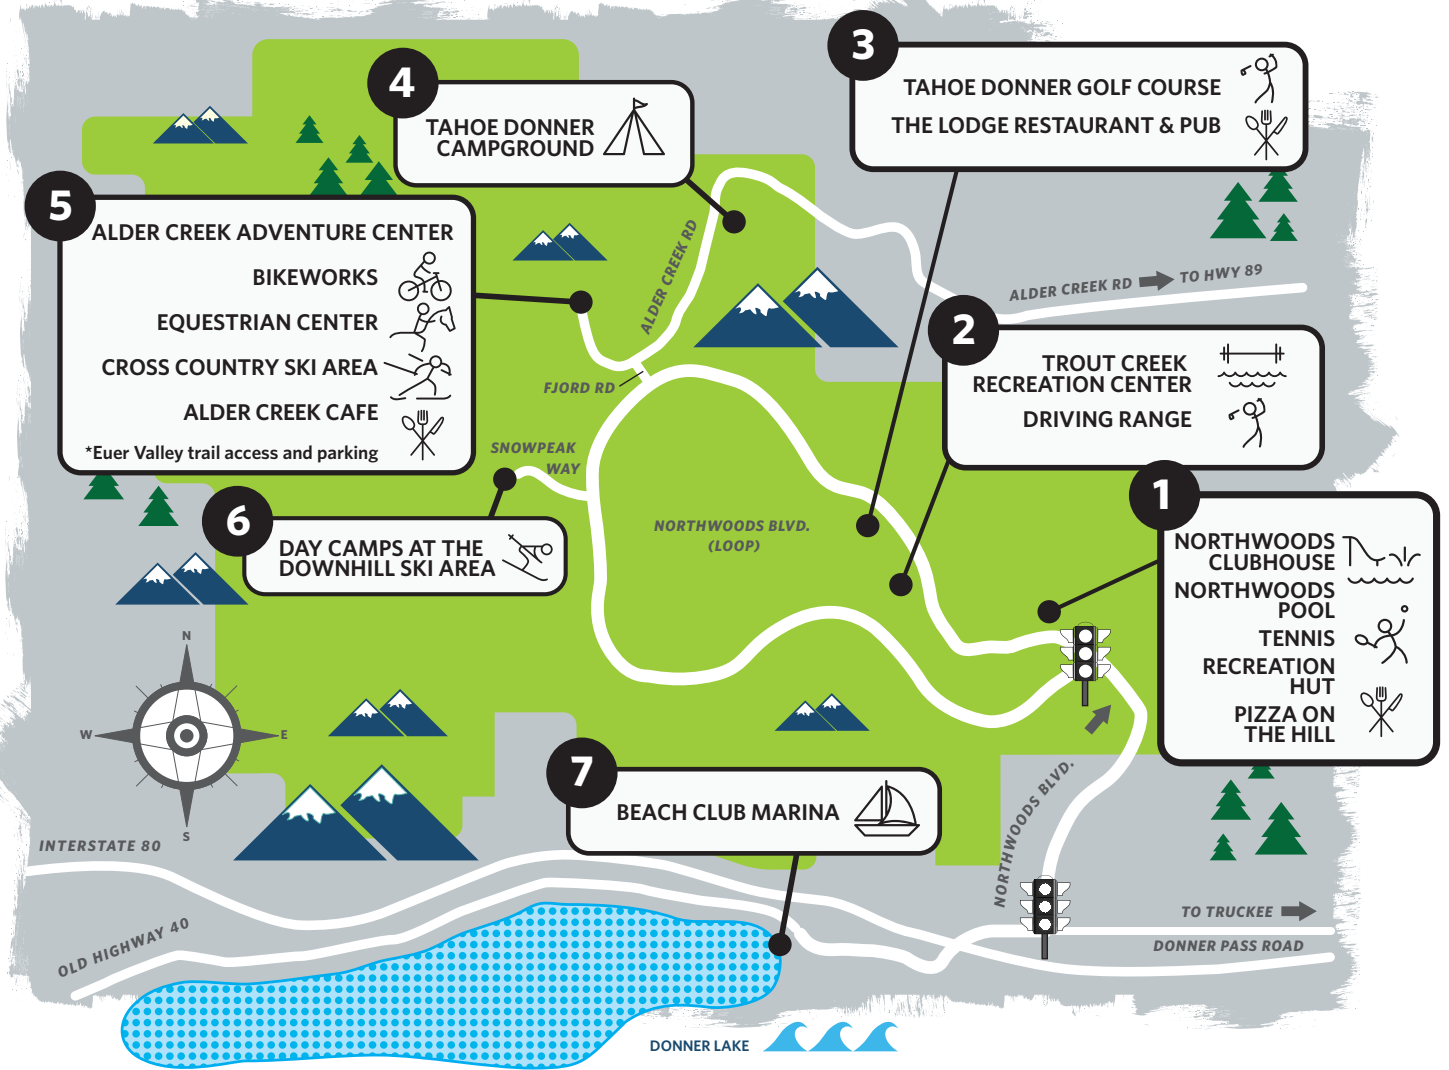 3
TAHOE DONNER GOLF COURSE
THE LODGE RESTAURANT & PUB
4
TAHOE DONNER
CAMPGROUND
5
ALDER CREEK ADVENTURE CENTER
BIKEWORKS
EQUESTRIAN CENTER
CROSS COUNTRY SKI AREA
ALDER CREEK CAFE
*Euer Valley trail access and parking
ALDER CREEK RD
ALDER CREEK RD TO HWY 89
2
TROUT CREEK
RECREATION CENTER
DRIVING RANGE
FJORD RD
SNOWPEAK
WAY
1
NORTHWOODS
CLUBHOUSE
NORTHWOODS
POOL
TENNIS
RECREATION
HUT
PIZZA ON
THE HILL
6
DAY CAMPS AT THE
DOWNHILL SKI AREA
NORTHWOODS BLVD.
(LOOP)
N
W
E
S
7
BEACH CLUB MARINA
NORTHWOODS BLVD.
INTERSTATE 80
OLD HIGHWAY 40
TO TRUCKEE
DONNER PASS ROAD
DONNER LAKE